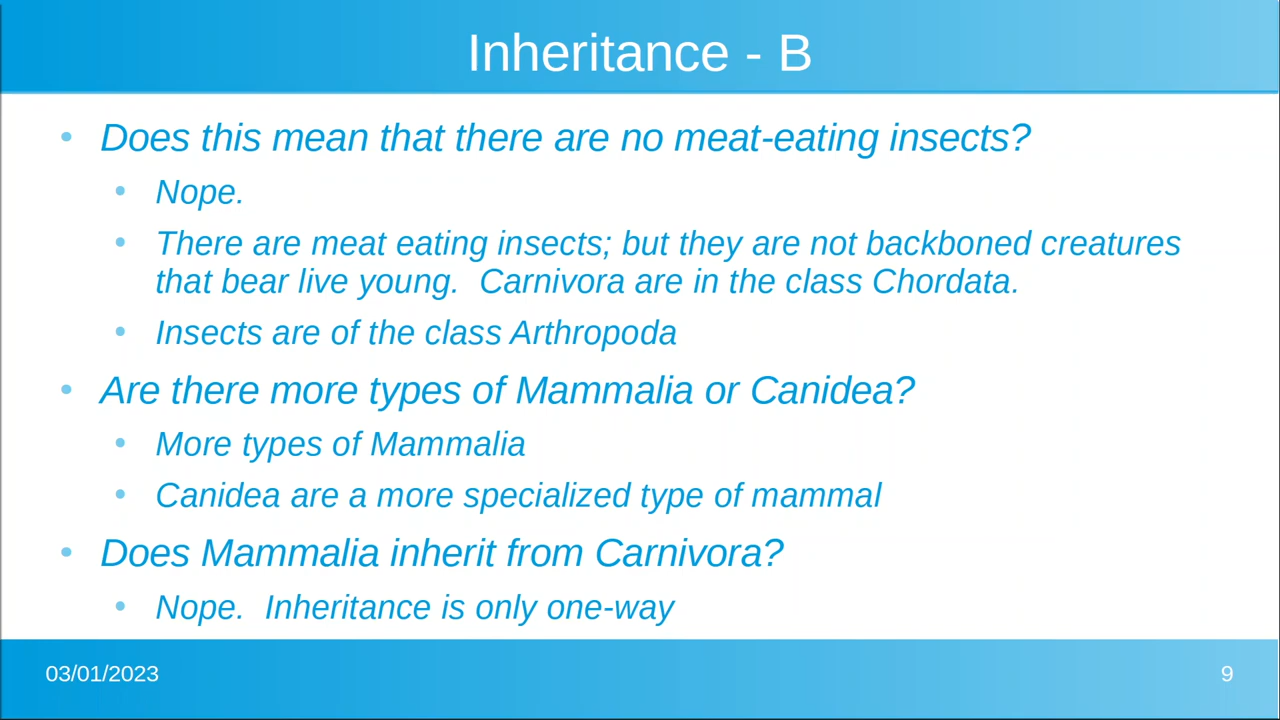 Inheritance - B
• Does this mean that there are no meat-eating insects?
• Nope.
• There are meat eating insects; but they are not backboned creatures
that bear live young.  Carnivora are in the class Chordata.
• Insects are of the class Arthropoda
• Are there more types of Mammalia or Canidea?
• More types of Mammalia
• Canidea are a more specialized type of mammal
• Does Mammalia inherit from Carnivora?
• Nope.  Inheritance is only one-way
03/01/2023
9